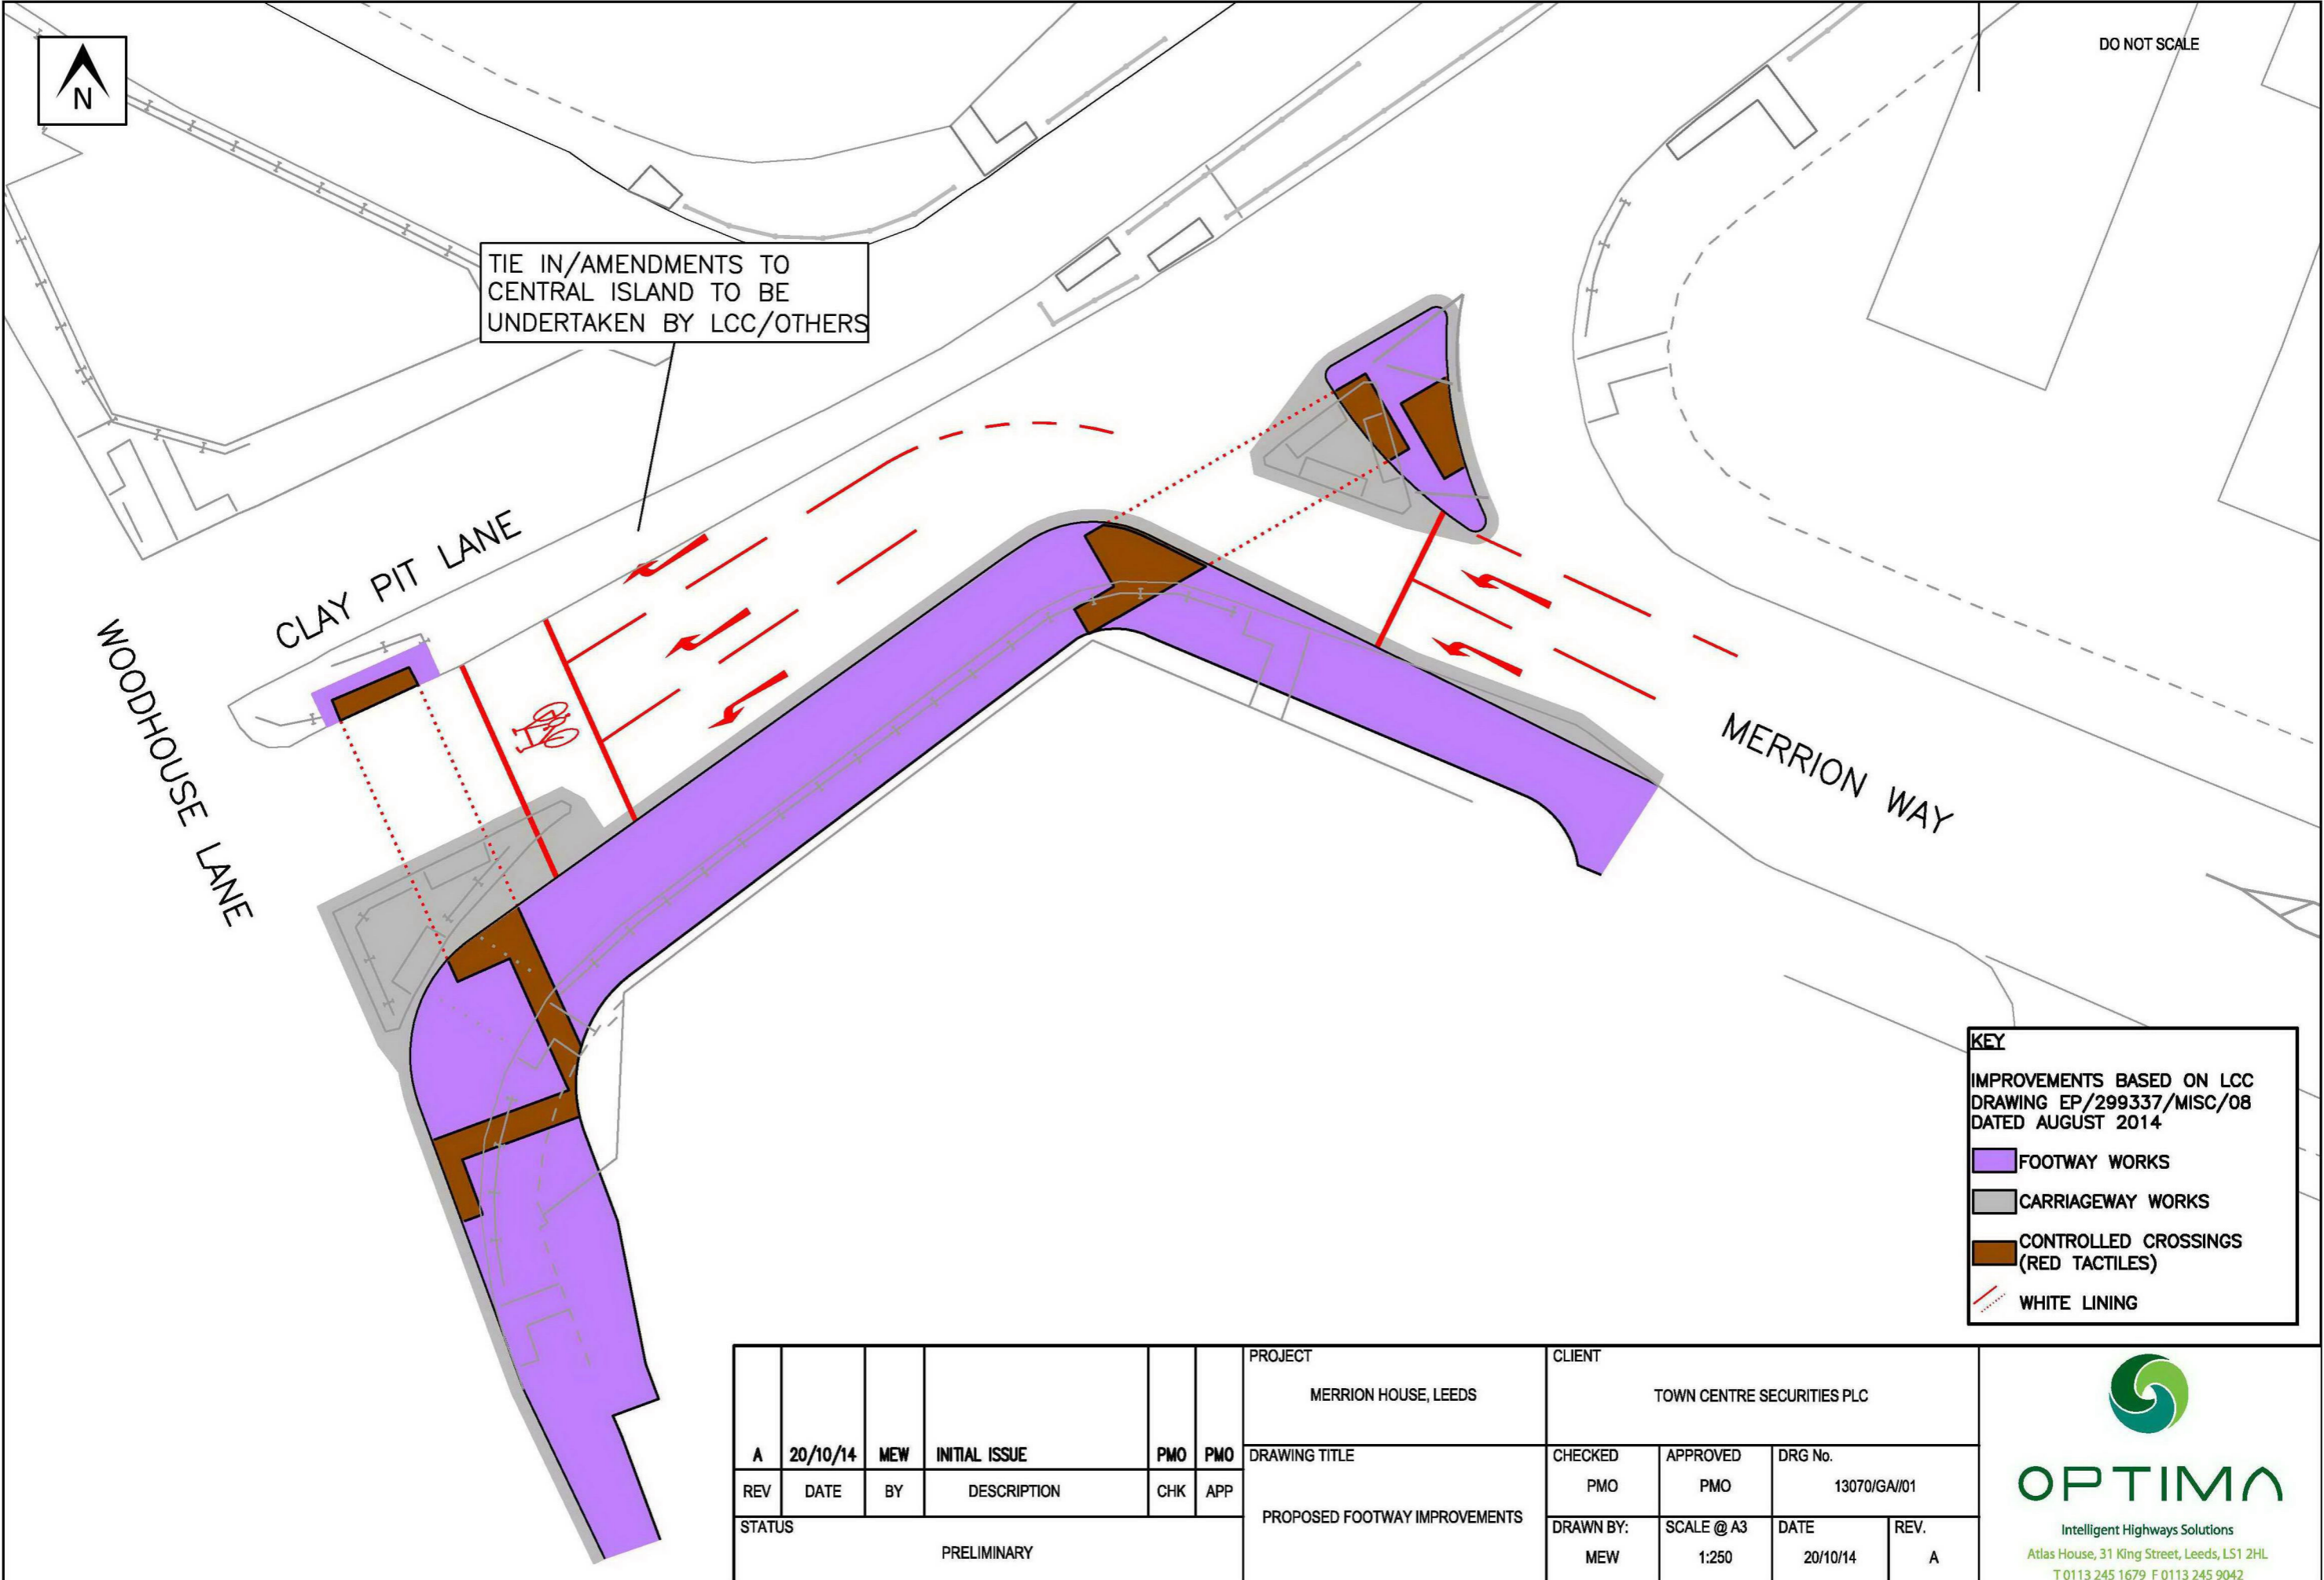 N
DO NOT SCALE
TIE IN/AMENDMENTS TO
CENTRAL ISLAND TO BE
UNDERTAKEN BY LCC/OTHERS
CLAY PIT LANE
WOODHOUSE LANE
MERRION WAY
KEY
IMPROVEMENTS BASED ON LCC
DRAWING EP/299337/MISC/08
DATED AUGUST 2014
FOOTWAY WORKS
CARRIAGEWAY WORKS
CONTROLLED CROSSINGS
(RED TACTILES)
WHITE LINING
A 20/10/14 MEW INITIAL ISSUE PMO PMO
REV DATE BY DESCRIPTION CHK APP
STATUS
PRELIMINARY
PROJECT
MERRION HOUSE, LEEDS
DRAWING TITLE
PROPOSED FOOTWAY IMPROVEMENTS
CLIENT
TOWN CENTRE SECURITIES PLC
CHECKED APPROVED DRG No.
PMO PMO 13070/GA//01
DRAWN BY: SCALE @ A3 DATE REV.
MEW 1:250 20/10/14 A
OPTIMA
Intelligent Highways Solutions
Atlas House, 31 King Street, Leeds, LS1 2HL
T 0113 245 1679 F 0113 245 9042